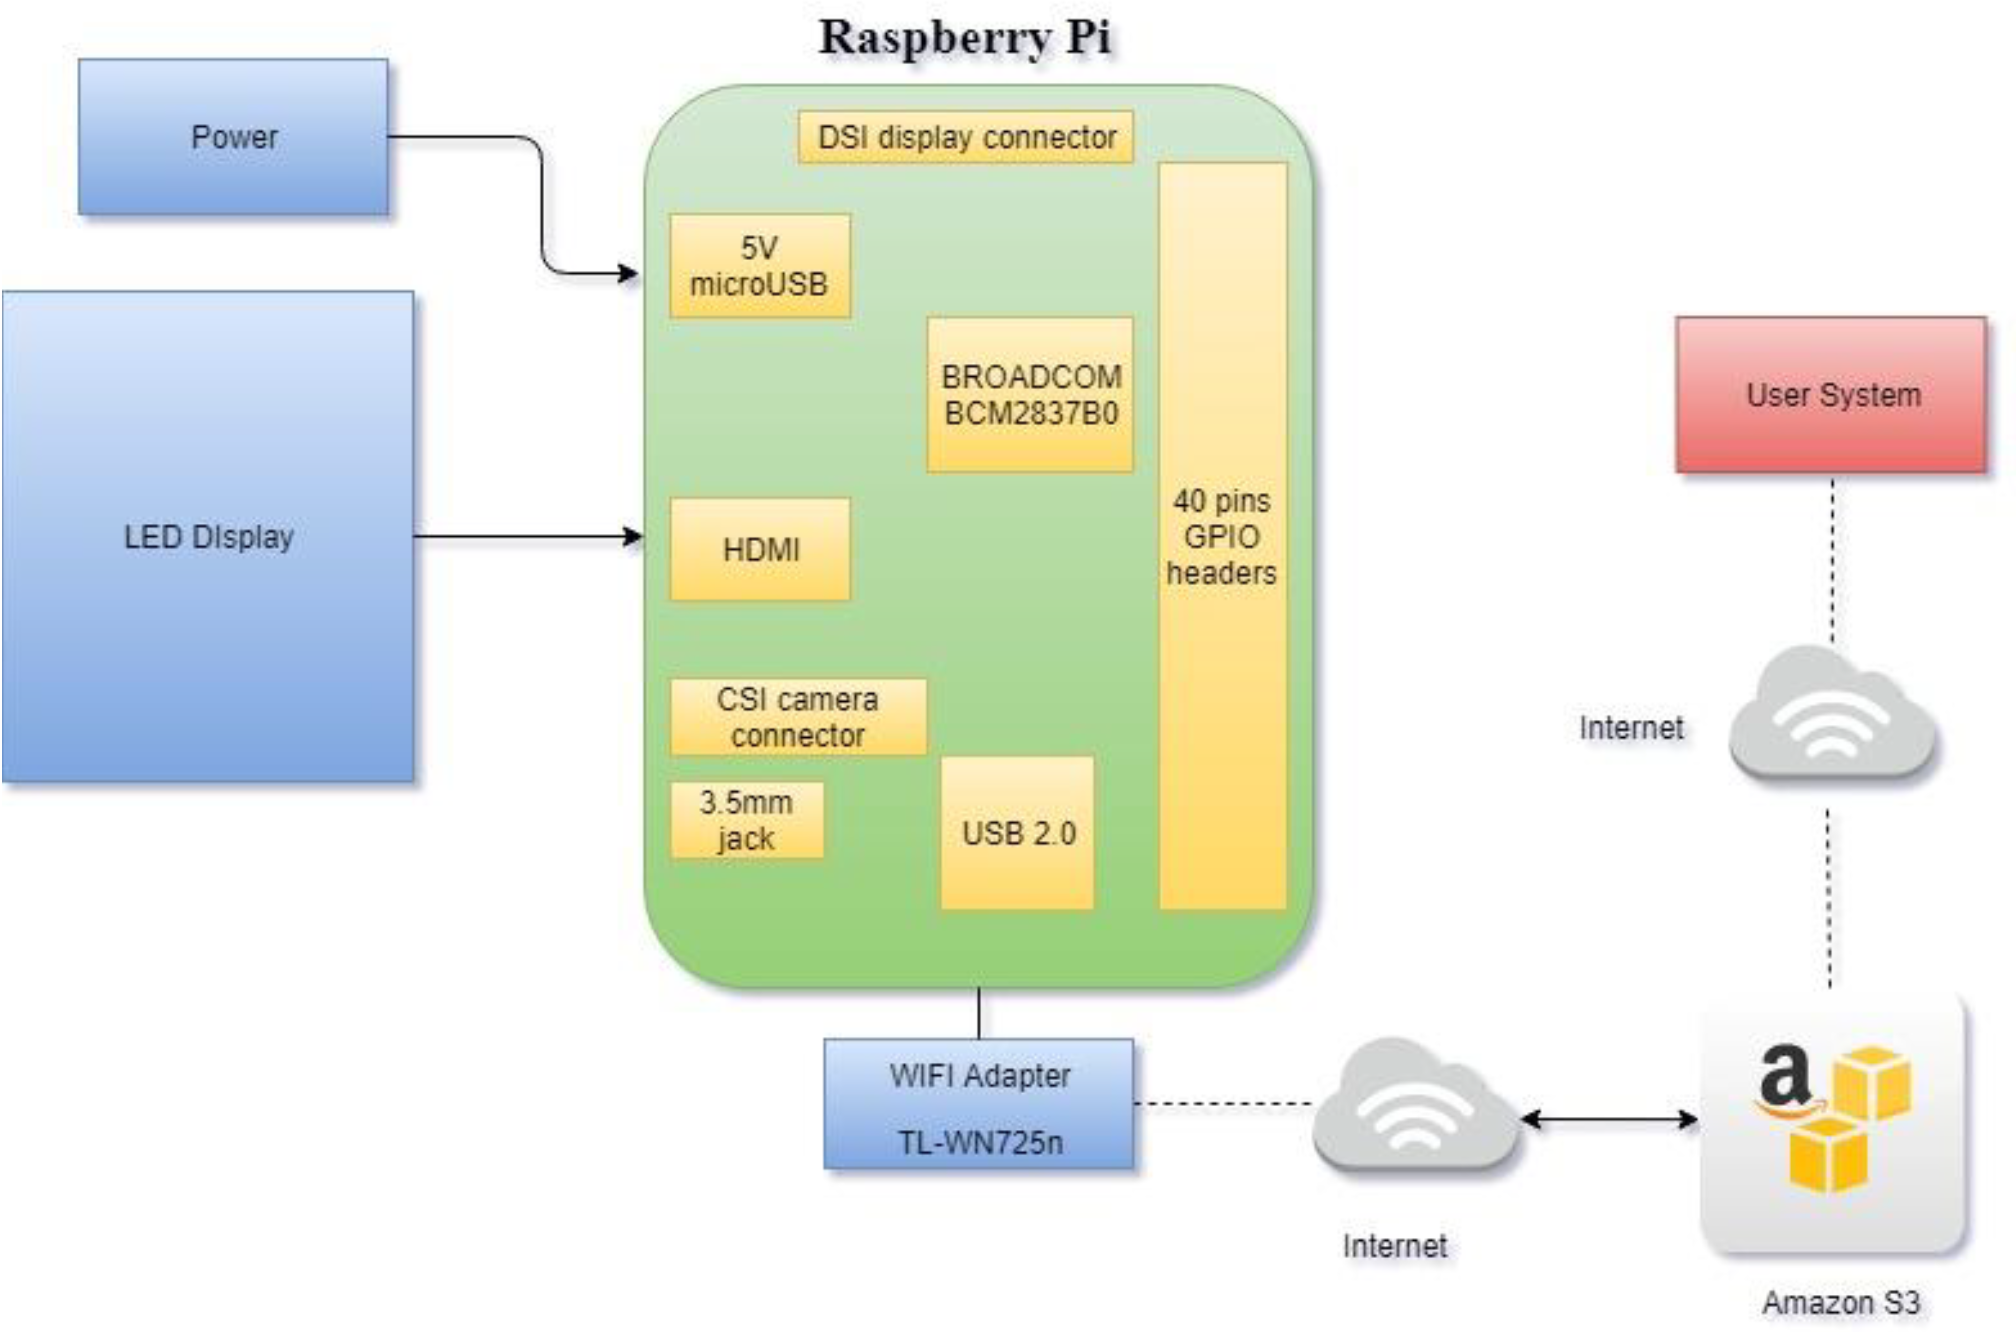 Raspberry Pi
Power
DSI display connector
5V
microUSB
BROADCOM
BCM2837B0
User System
LED DIsplay
HDMI
40 pins
GPIO
headers
CSI camera
connector
Internet
3.5mm
jack
USB 2.0
WIFI Adapter
TL-WN725n
a
Internet
Amazon S3